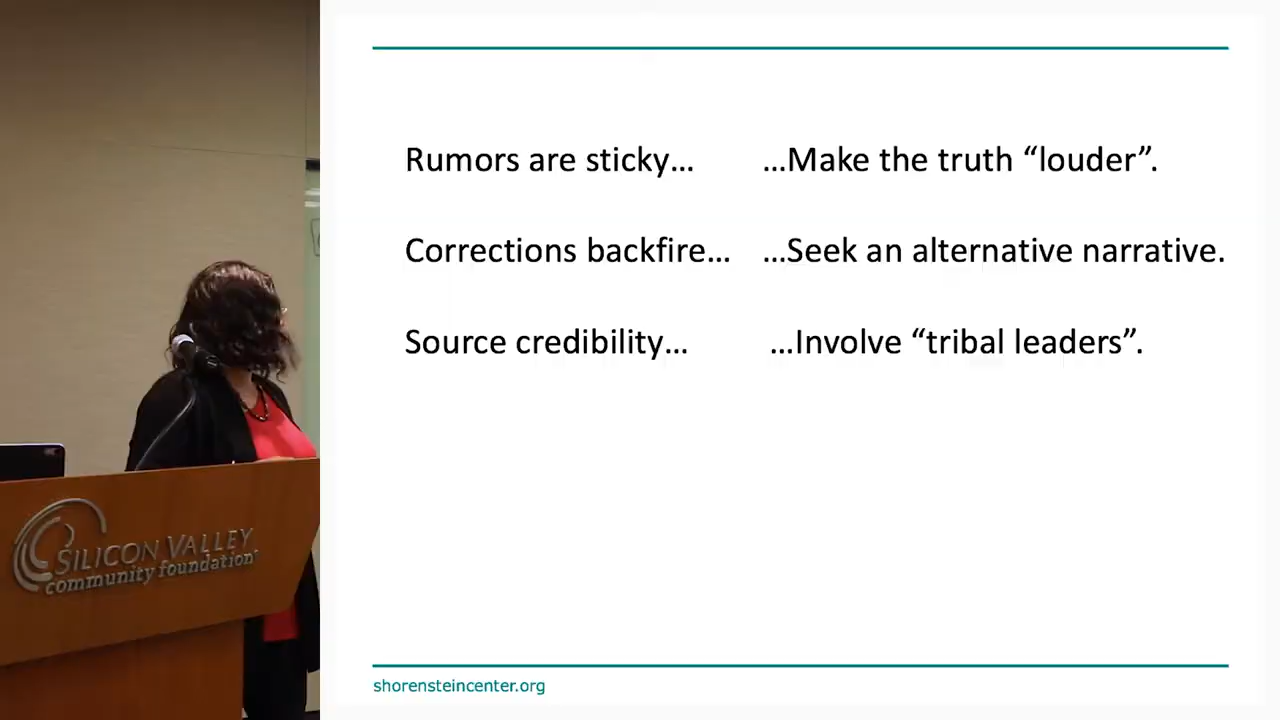 Rumors are sticky… …Make the truth “louder”.
Corrections backfire… …Seek an alternative narrative.
Source credibility… …Involve “tribal leaders”.
SILICON VALLEY
community foundation
shorensteincenter.org